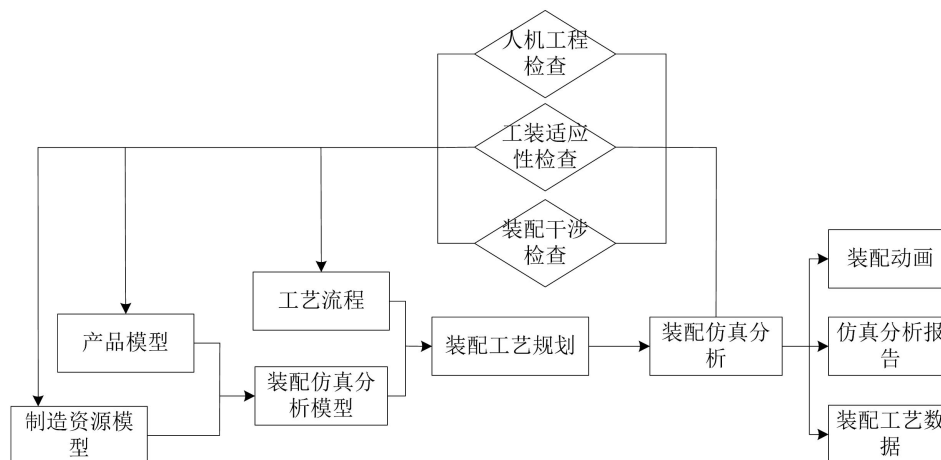 人机工程
检查
工装适应
性检查
装配干涉
检查
装配动画
工艺流程
产品模型
装配工艺规划
装配仿真分
析
仿真分析报
告
装配仿真分
析模型
制造资源模
型
装配工艺数
据